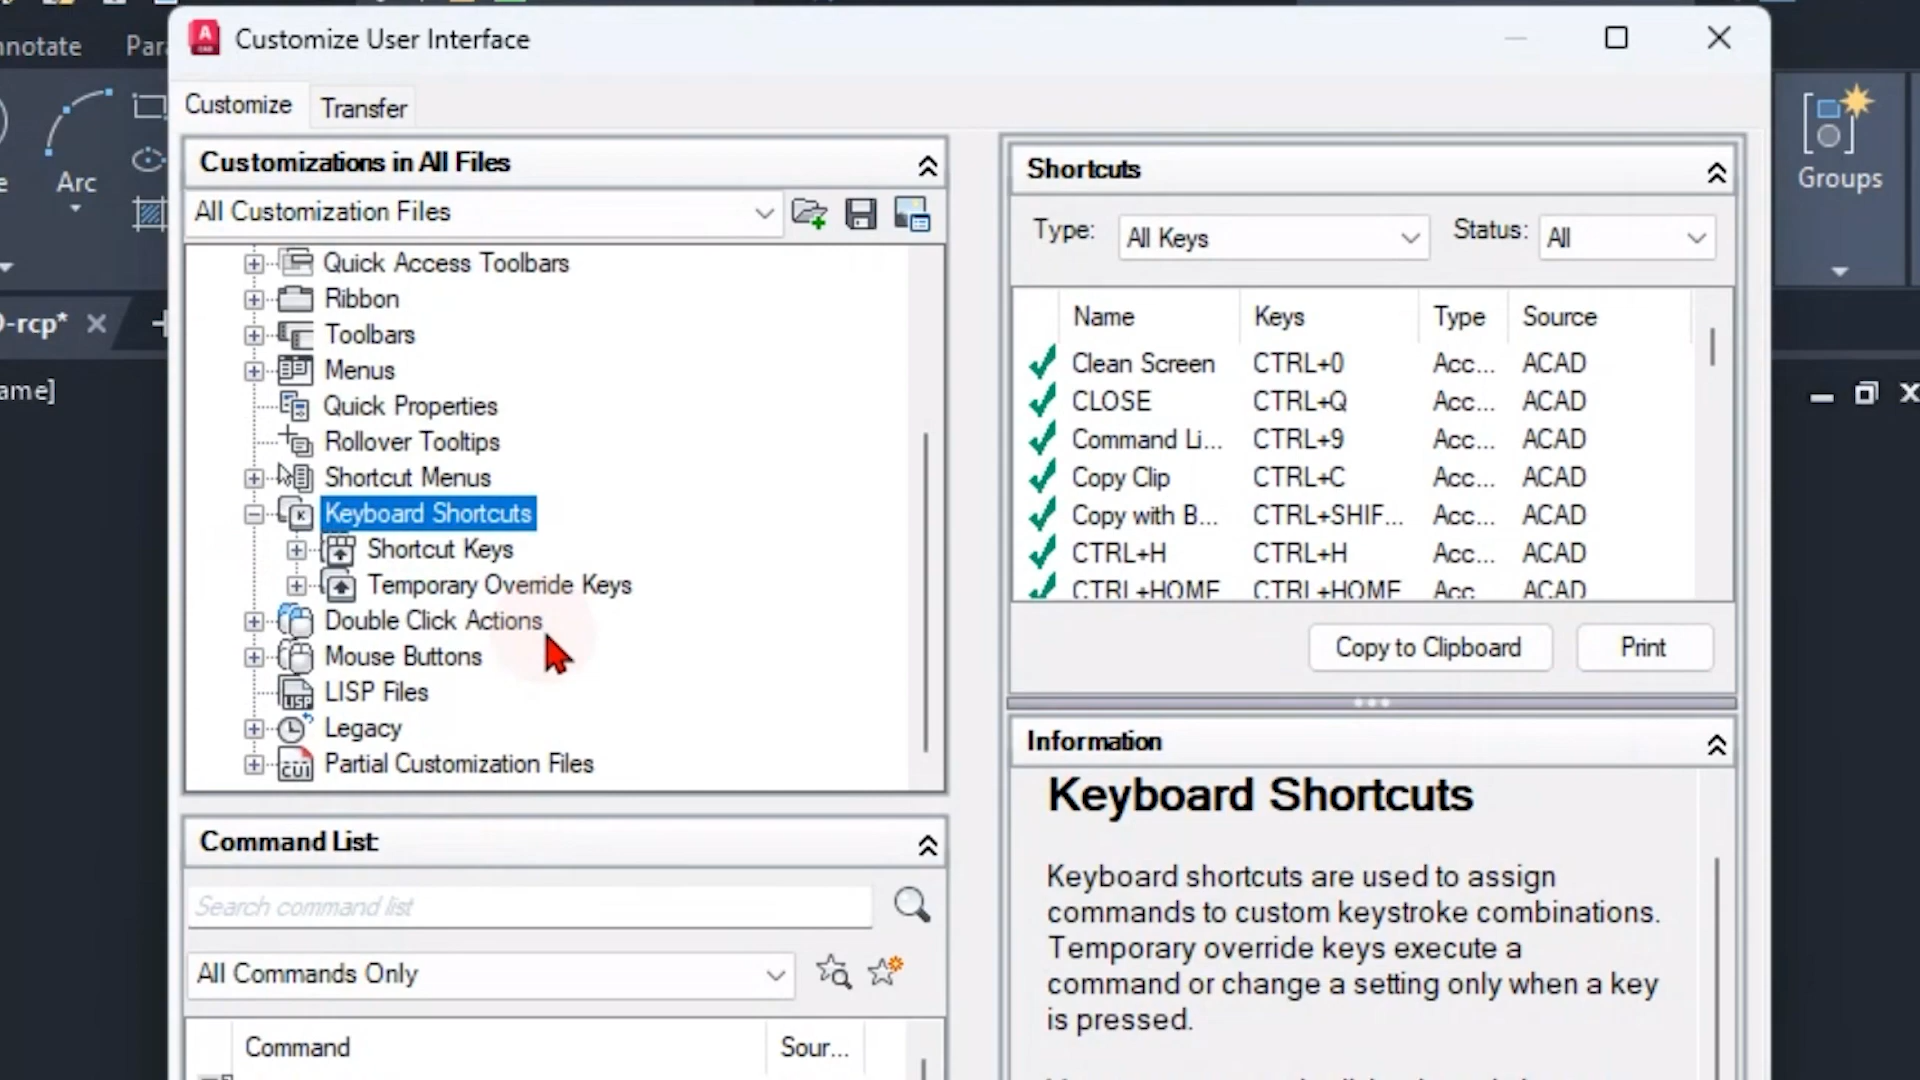 Customize User Interface
Customize
Transfer
Arc
Groups
Customizations in All Files
All Customization Files
Quick Access Toolbars
Ribbon
Toolbars
Menus
Quick Properties
Rollover Tooltips
Shortcut Menus
Keyboard Shortcuts
Shortcut Keys
Temporary Override Keys
Double Click Actions
Mouse Buttons
LISP Files
Legacy
Partial Customization Files
Command List:
Search command list
All Commands Only
Command Sour...
Shortcuts
Type: All Keys Status: All
Name Keys Type Source
Clean Screen CTRL+0 Acc... ACAD
CLOSE CTRL+Q Acc... ACAD
Command Li... CTRL+9 Acc... ACAD
Copy Clip CTRL+C Acc... ACAD
Copy with B... CTRL+SHIF... Acc... ACAD
CTRL+H CTRL+H Acc... ACAD
CTRL+HOME CTRL+HOME Acc ACAD
Copy to Clipboard Print
Information
Keyboard Shortcuts
Keyboard shortcuts are used to assign
commands to custom keystroke combinations.
Temporary override keys execute a
command or change a setting only when a key
is pressed.